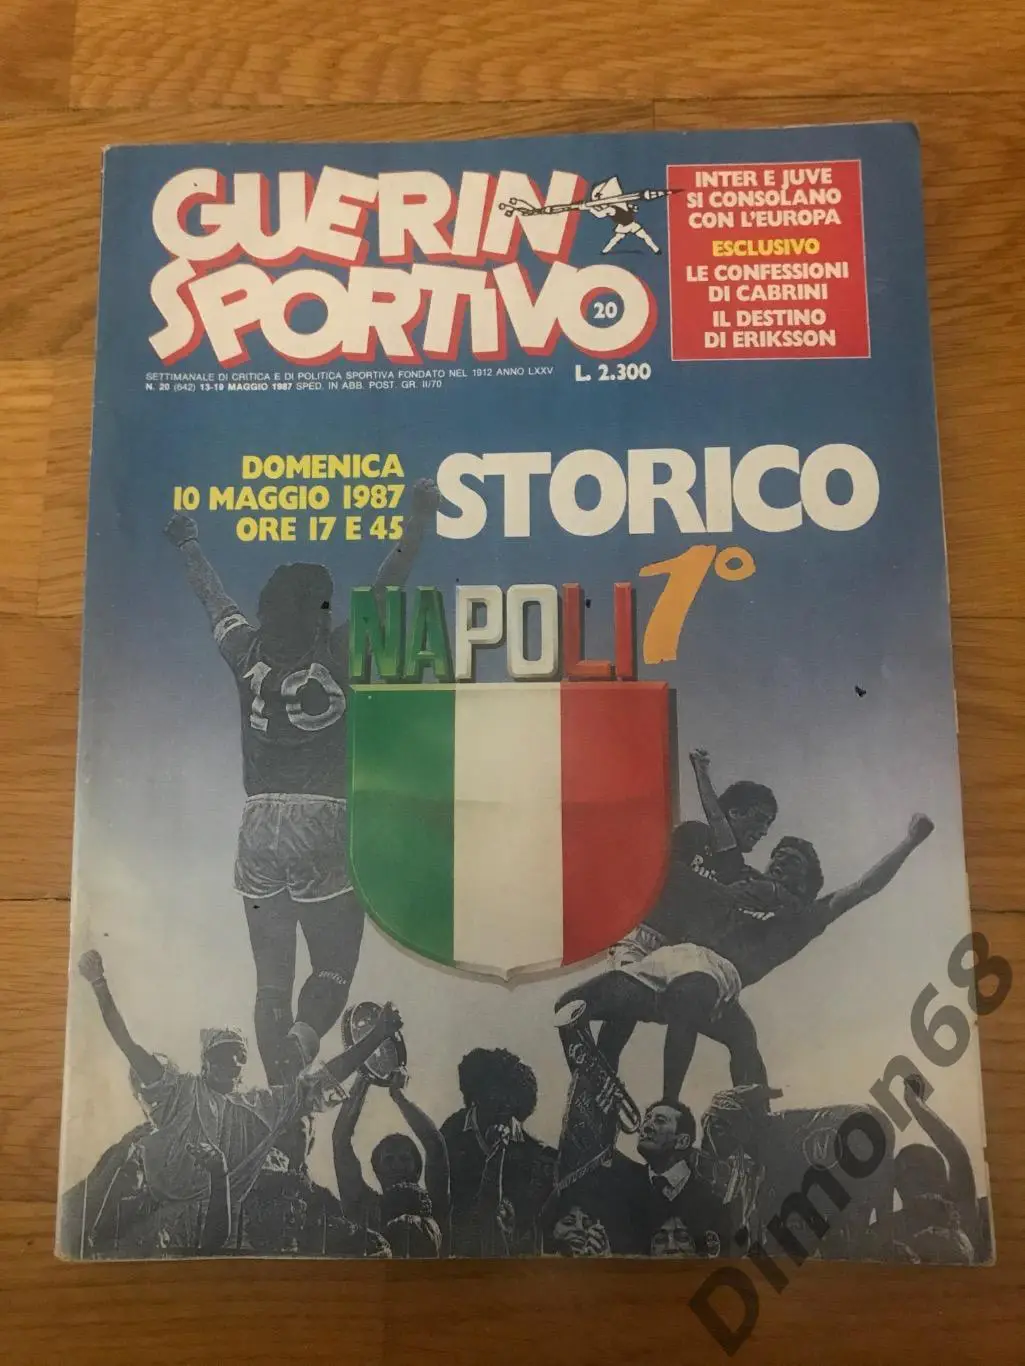 GUERIN
SPORTIVO
20
INTER E JUVE
SI CONSOLANO
CON L'EUROPA
ESCLUSIVO
LE CONFESSIONI
DI CABRINI
IL DESTINO
DI ERIKSSON
SETTIMANALE DI CRITICA E DI POLITICA SPORTIVA FONDATO NEL 1912 ANNO LXXV
N. 20 (642) 13-19 MAGGIO 1987 SPED. IN ABB. POST. GR. II/70
L. 2.300
DOMENICA
10 MAGGIO 1987
ORE 17 E 45
STORICO
NAPOLI 1°
10
N
Dimon68